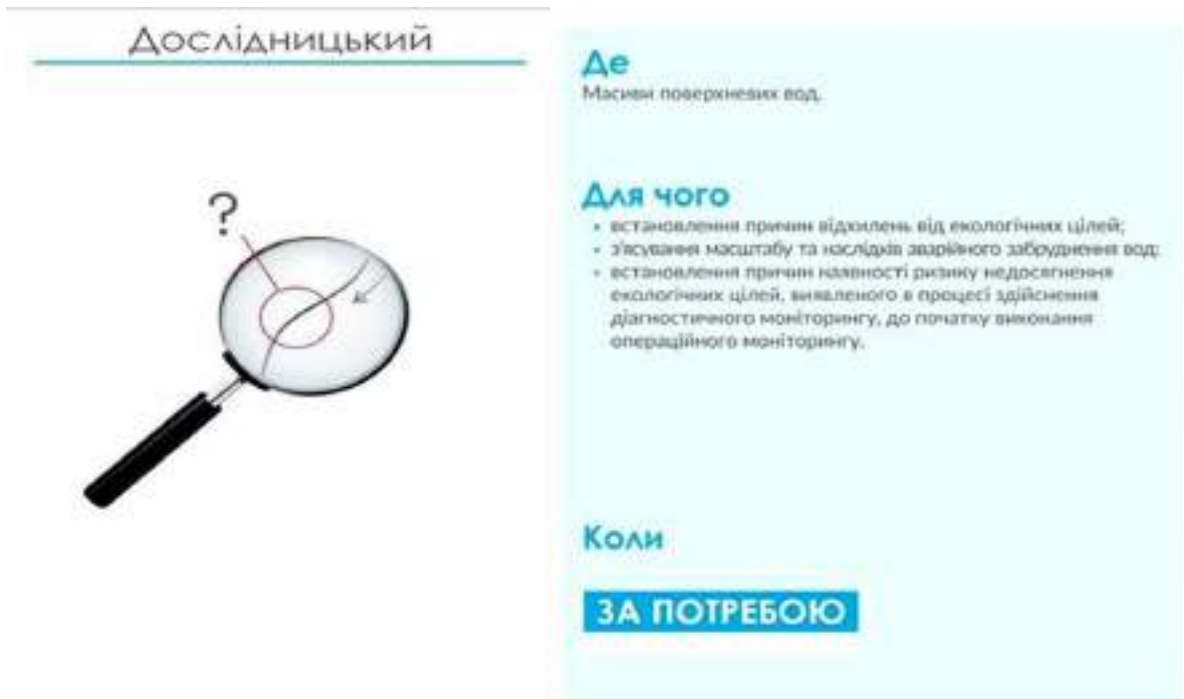 Дослідницький
?
Де
Масиви поверхневих вод.
Для чого
• встановлення причин відхилень від екологічних цілей;
• з'ясування масштабу та наслідків аварійного забруднення вод;
• встановлення причин наявності ризику недосягнення
екологічних цілей, виявленого в процесі здійснення
діагностичного моніторингу, до початку виконання
операційного моніторингу.
Коли
ЗА ПОТРЕБОЮ